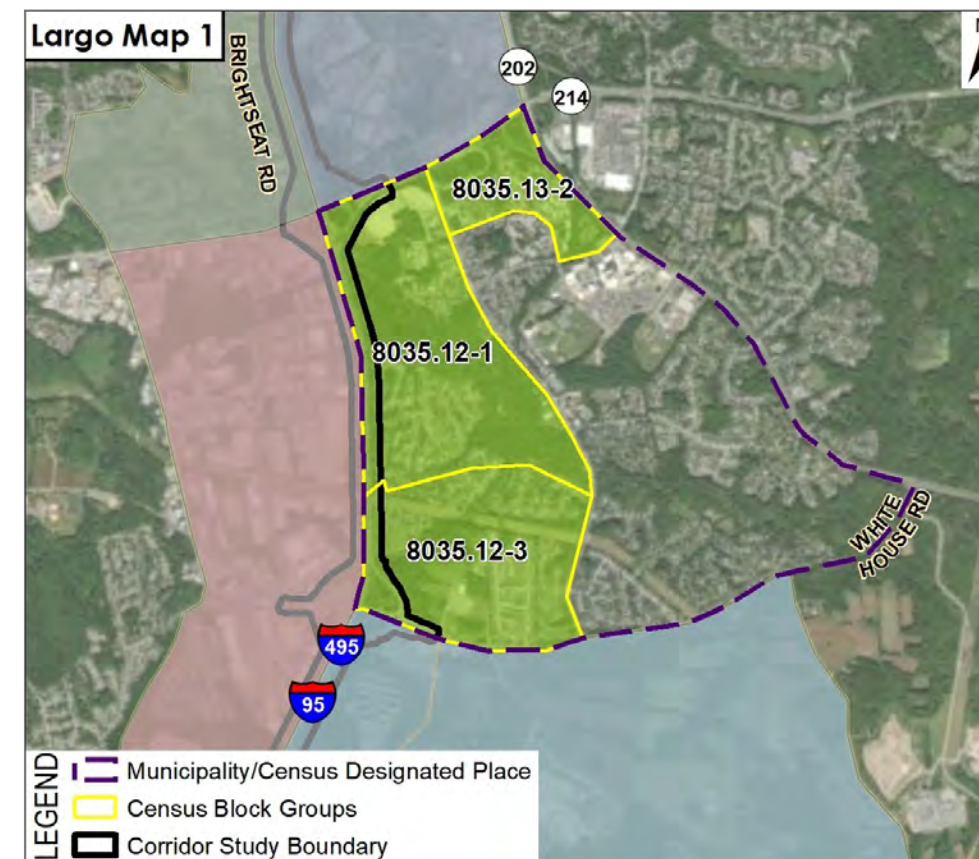 Largo Map 1
BRIGHTSEAT RD
202
214
8035.13-2
8035.12-1
8035.12-3
WHITE
HOUSE RD
495
95
LEGEND
Municipality/Census Designated Place
Census Block Groups
Corridor Study Boundary